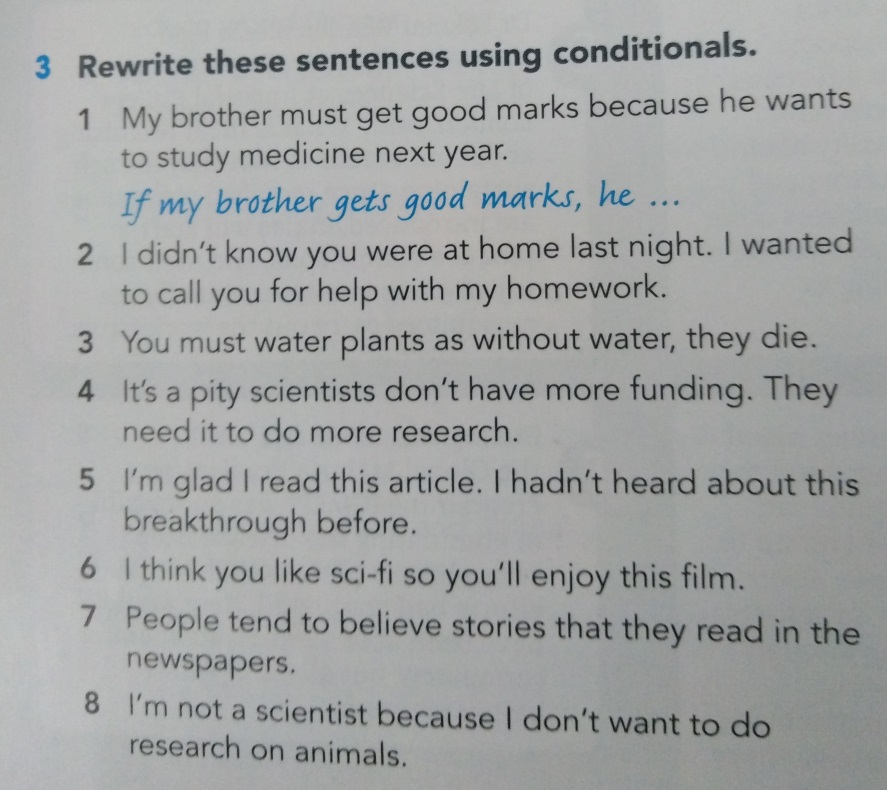 3 Rewrite these sentences using conditionals.
1 My brother must get good marks because he wants
to study medicine next year.
If my brother gets good marks, he ...
2 I didn't know you were at home last night. I wanted
to call you for help with my homework.
3 You must water plants as without water, they die.
4 It's a pity scientists don't have more funding. They
need it to do more research.
5 I'm glad I read this article. I hadn't heard about this
breakthrough before.
6 I think you like sci-fi so you'll enjoy this film.
7 People tend to believe stories that they read in the
newspapers.
8 I'm not a scientist because I don't want to do
research on animals.